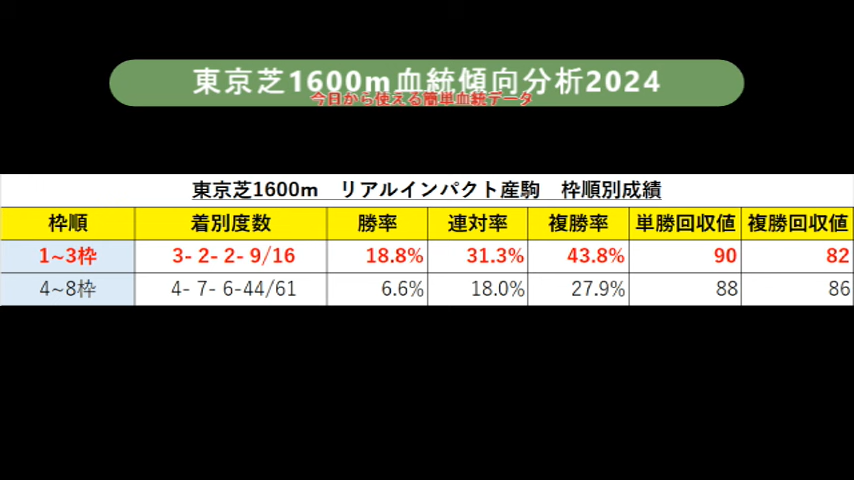 東京芝1600m血統傾向分析2024
今日から使える簡単血統データ
東京芝1600m　リアルインパクト産駒　枠順別成績
枠順 着別度数 勝率 連対率 複勝率 単勝回収値 複勝回収値
1~3枠 3- 2- 2- 9/16 18.8% 31.3% 43.8% 90 82
4~8枠 4- 7- 6-44/61 6.6% 18.0% 27.9% 88 86